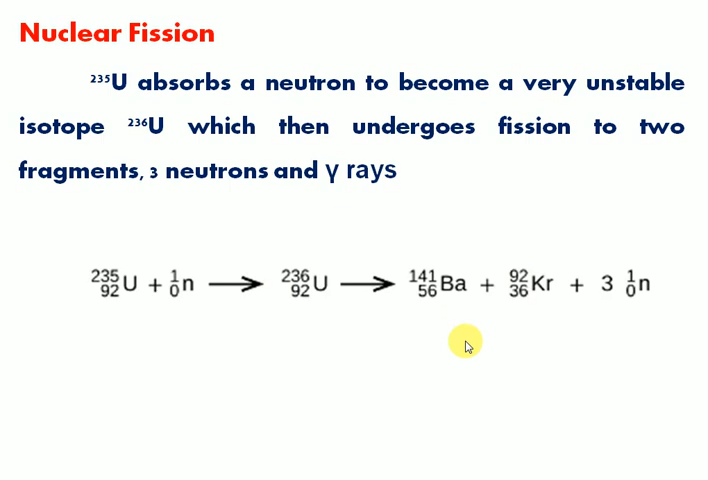 Nuclear Fission
²³⁵U absorbs a neutron to become a very unstable
isotope ²³⁶U which then undergoes fission to two
fragments, 3 neutrons and γ rays
²³⁵₉₂U + ¹₀n ⟶ ²³⁶₉₂U ⟶ ¹⁴¹₅₆Ba + ⁹²₃₆Kr + 3 ¹₀n